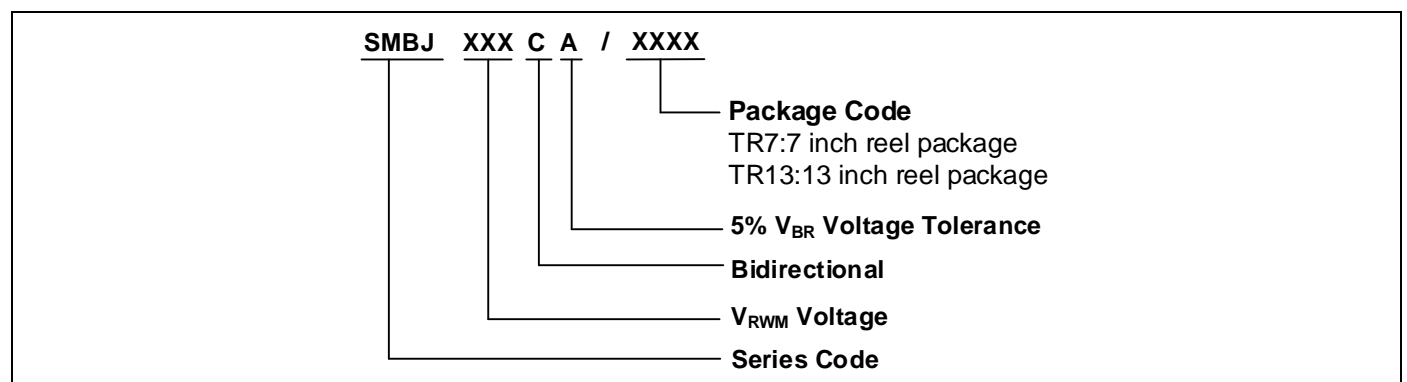 SMBJ XXX C A / XXXX
Package Code
TR7:7 inch reel package
TR13:13 inch reel package
5% VBR Voltage Tolerance
Bidirectional
VRWM Voltage
Series Code